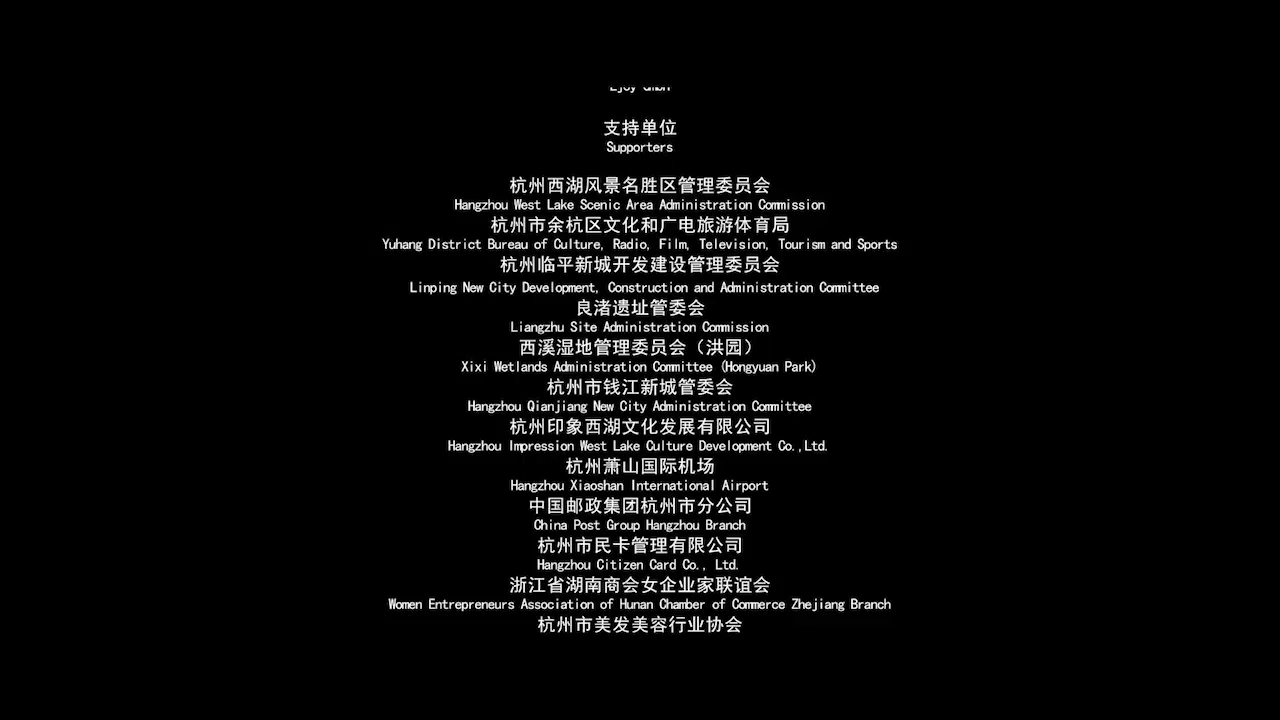 支持单位
Supporters
杭州西湖风景名胜区管理委员会
Hangzhou West Lake Scenic Area Administration Commission
杭州市余杭区文化和广电旅游体育局
Yuhang District Bureau of Culture, Radio, Film, Television, Tourism and Sports
杭州临平新城开发建设管理委员会
Linping New City Development, Construction and Administration Committee
良渚遗址管委会
Liangzhu Site Administration Commission
西溪湿地管理委员会（洪园）
Xixi Wetlands Administration Committee (Hongyuan Park)
杭州市钱江新城管委会
Hangzhou Qianjiang New City Administration Committee
杭州印象西湖文化发展有限公司
Hangzhou Impression West Lake Culture Development Co.,Ltd.
杭州萧山国际机场
Hangzhou Xiaoshan International Airport
中国邮政集团杭州市分公司
China Post Group Hangzhou Branch
杭州市民卡管理有限公司
Hangzhou Citizen Card Co., Ltd.
浙江省湖南商会女企业家联谊会
Women Entrepreneurs Association of Hunan Chamber of Commerce Zhejiang Branch
杭州市美发美容行业协会